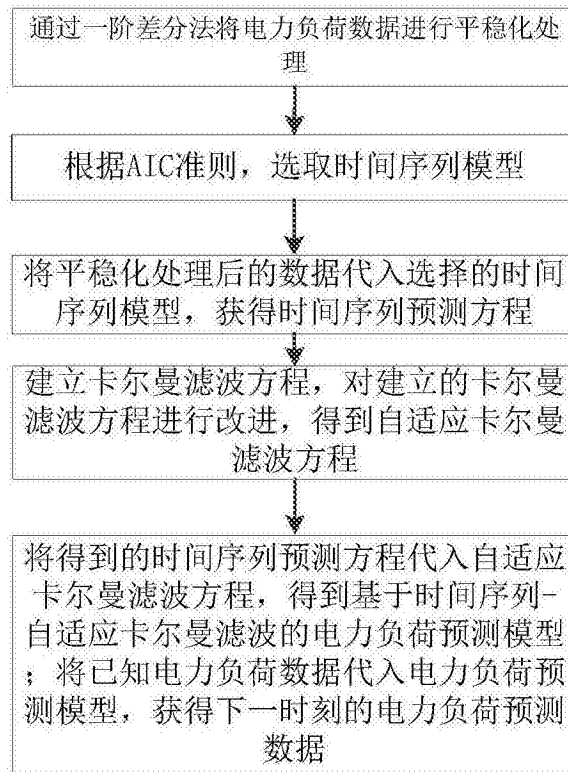 通过一阶差分法将电力负荷数据进行平稳化处
理
根据AIC准则，选取时间序列模型
将平稳化处理后的数据代入选择的时间
序列模型，获得时间序列预测方程
建立卡尔曼滤波方程，对建立的卡尔曼
滤波方程进行改进，得到自适应卡尔曼
滤波方程
将得到的时间序列预测方程代入自适应
卡尔曼滤波方程，得到基于时间序列-
自适应卡尔曼滤波的电力负荷预测模型
；将已知电力负荷数据代入电力负荷预
测模型，获得下一时刻的电力负荷预测
数据